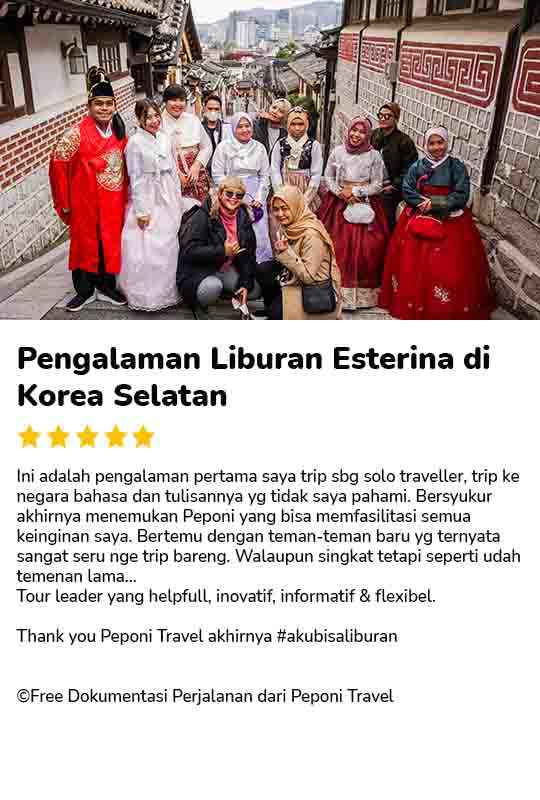 Pengalaman Liburan Esterina di
Korea Selatan
Ini adalah pengalaman pertama saya trip sbg solo traveller, trip ke
negara bahasa dan tulisannya yg tidak saya pahami. Bersyukur
akhirnya menemukan Peponi yang bisa memfasilitasi semua
keinginan saya. Bertemu dengan teman-teman baru yg ternyata
sangat seru nge trip bareng. Walaupun singkat tetapi seperti udah
temenan lama...
Tour leader yang helpfull, inovatif, informatif & flexibel.
Thank you Peponi Travel akhirnya #akubisaliburan
©Free Dokumentasi Perjalanan dari Peponi Travel